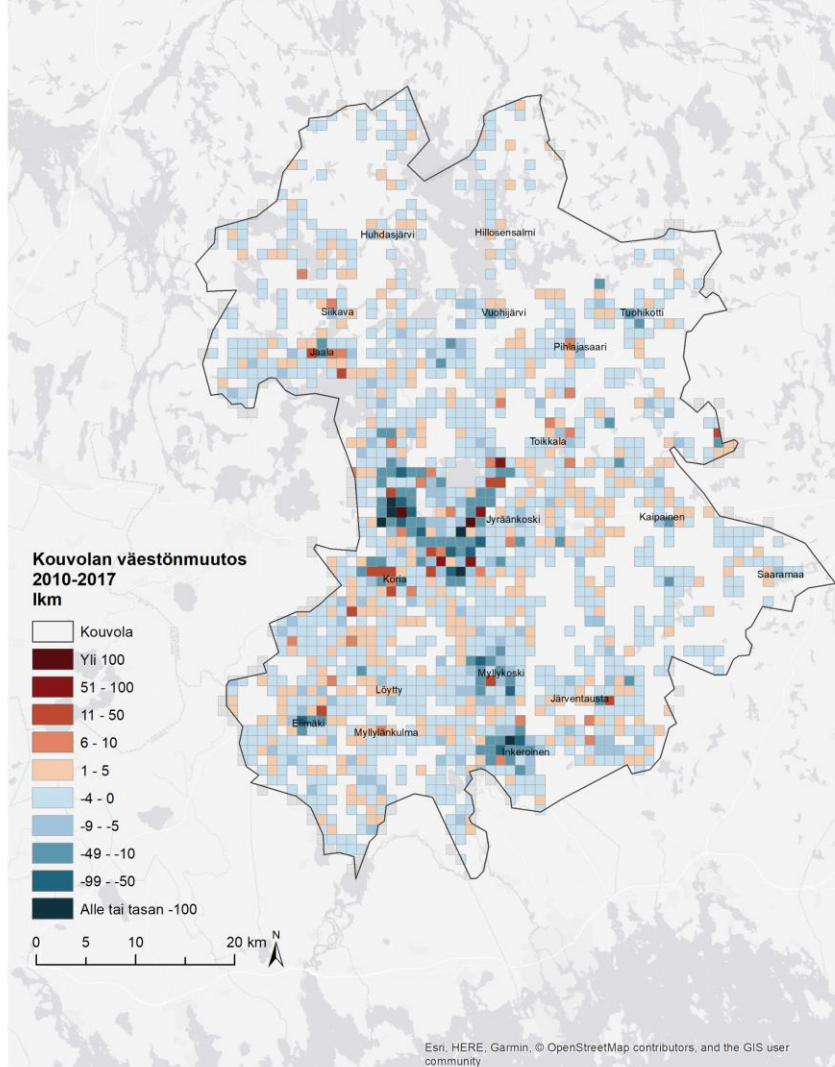 Huhdasjärvi
Hillosensalmi
Siikava
Vuohijärvi
Tuohikotti
Jaala
Pihlajasaari
Toikkala
Jyräänkoski
Kaipiainen
Saaramaa
Koria
Myllykoski
Löytty
Järventausta
Elimäki
Myllylänkulma
Inkeroinen
Kouvolan väestönmuutos
2010-2017
lkm
Kouvola
Yli 100
51 - 100
11 - 50
6 - 10
1 - 5
-4 - 0
-9 - -5
-49 - -10
-99 - -50
Alle tai tasan -100
0 5 10 20 km
N
Esri, HERE, Garmin, © OpenStreetMap contributors, and the GIS user
community